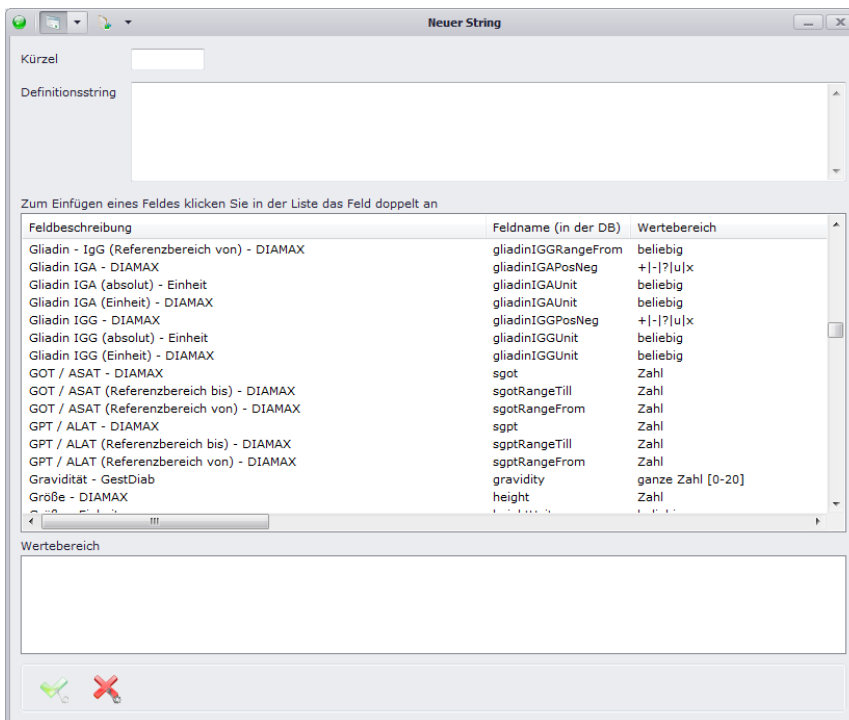 Neuer String
Kürzel
Definitionsstring
Zum Einfügen eines Feldes klicken Sie in der Liste das Feld doppelt an
Feldbeschreibung Feldname (in der DB) Wertebereich
Gliadin - IgG (Referenzbereich von) - DIAMAX gliadinIGGRangeFrom beliebig
Gliadin IGA - DIAMAX gliadinIGAPosNeg +|-|?|u|x
Gliadin IGA (absolut) - Einheit gliadinIGAUnit beliebig
Gliadin IGA (Einheit) - DIAMAX gliadinIGAUnit beliebig
Gliadin IGG - DIAMAX gliadinIGGPosNeg +|-|?|u|x
Gliadin IGG (absolut) - Einheit gliadinIGGUnit beliebig
Gliadin IGG (Einheit) - DIAMAX gliadinIGGUnit beliebig
GOT / ASAT - DIAMAX sgot Zahl
GOT / ASAT (Referenzbereich bis) - DIAMAX sgotRangeTill Zahl
GOT / ASAT (Referenzbereich von) - DIAMAX sgotRangeFrom Zahl
GPT / ALAT - DIAMAX sgpt Zahl
GPT / ALAT (Referenzbereich bis) - DIAMAX sgptRangeTill Zahl
GPT / ALAT (Referenzbereich von) - DIAMAX sgptRangeFrom Zahl
Gravidität - GestDiab gravidity ganze Zahl [0-20]
Größe - DIAMAX height Zahl
Wertebereich